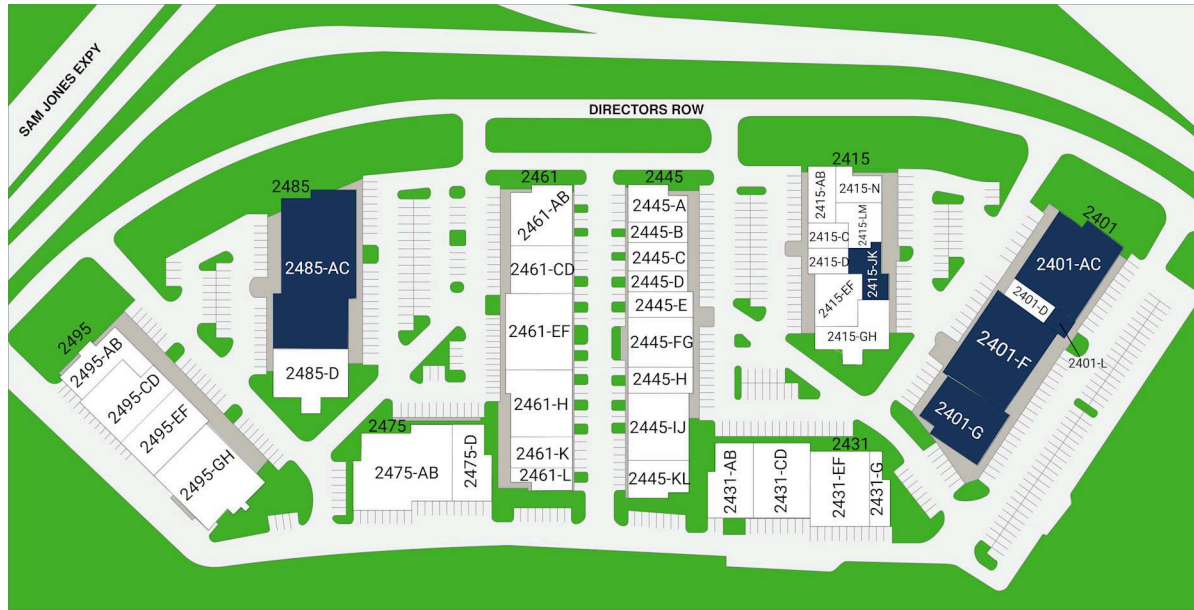 SAM JONES EXPY
DIRECTORS ROW
2495
2495-AB
2495-CD
2495-EF
2495-GH
2485
2485-AC
2485-D
2475
2475-AB
2475-D
2461
2461-AB
2461-CD
2461-EF
2461-H
2461-K
2461-L
2445
2445-A
2445-B
2445-C
2445-D
2445-E
2445-FG
2445-H
2445-IJ
2445-KL
2431
2431-AB
2431-CD
2431-EF
2431-G
2415
2415-AB
2415-N
2415-LM
2415-C
2415-D
2415-JK
2415-EF
2415-GH
2401
2401-AC
2401-D
2401-L
2401-F
2401-G